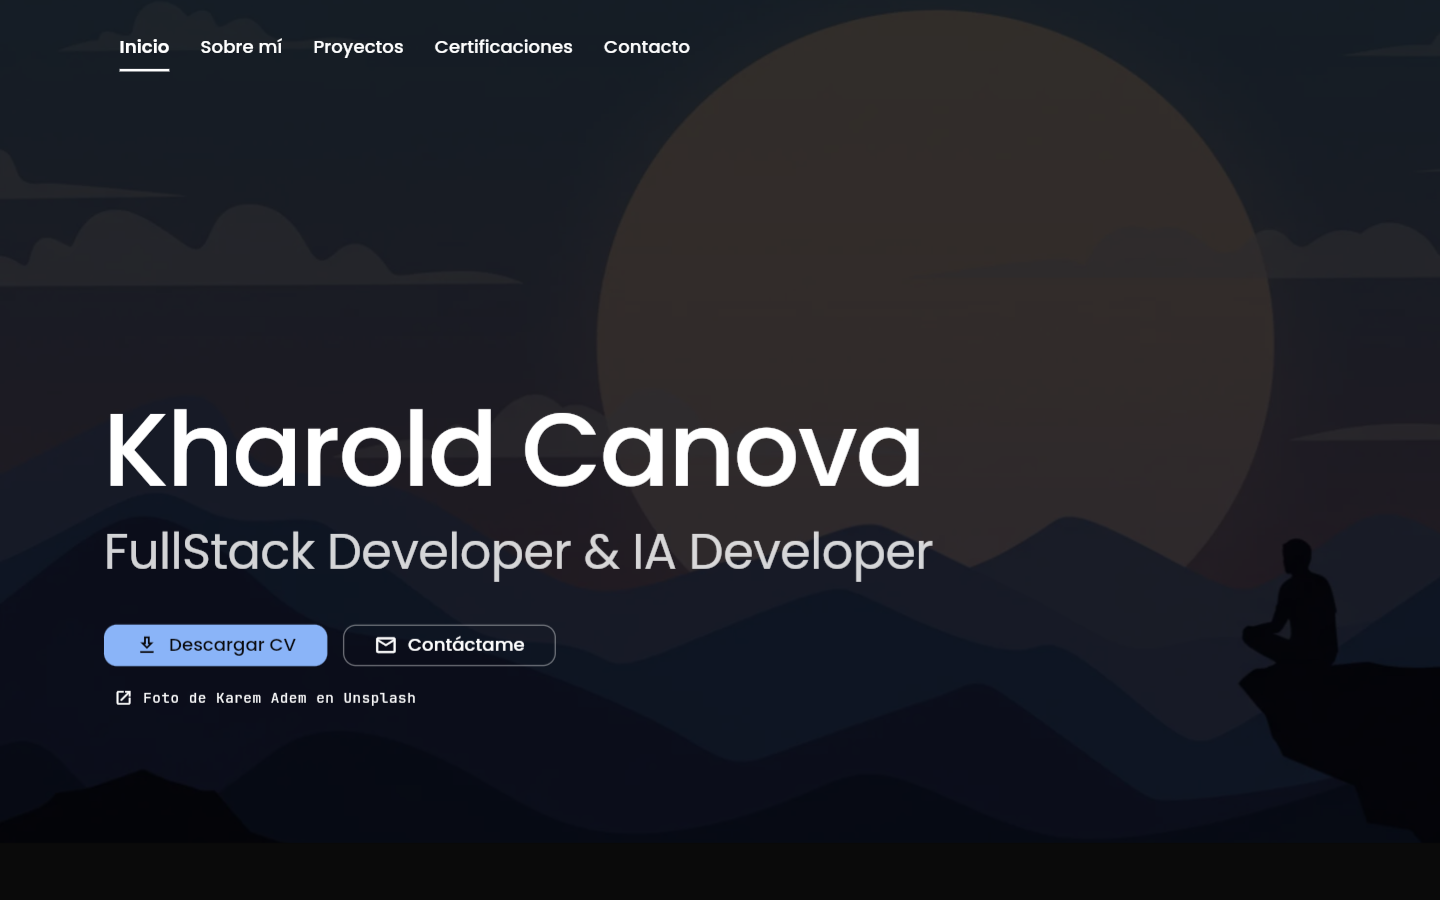 Inicio Sobre mí Proyectos Certificaciones Contacto
Kharold Canova
FullStack Developer & IA Developer
Descargar CV Contáctame
Foto de Karem Adem en Unsplash